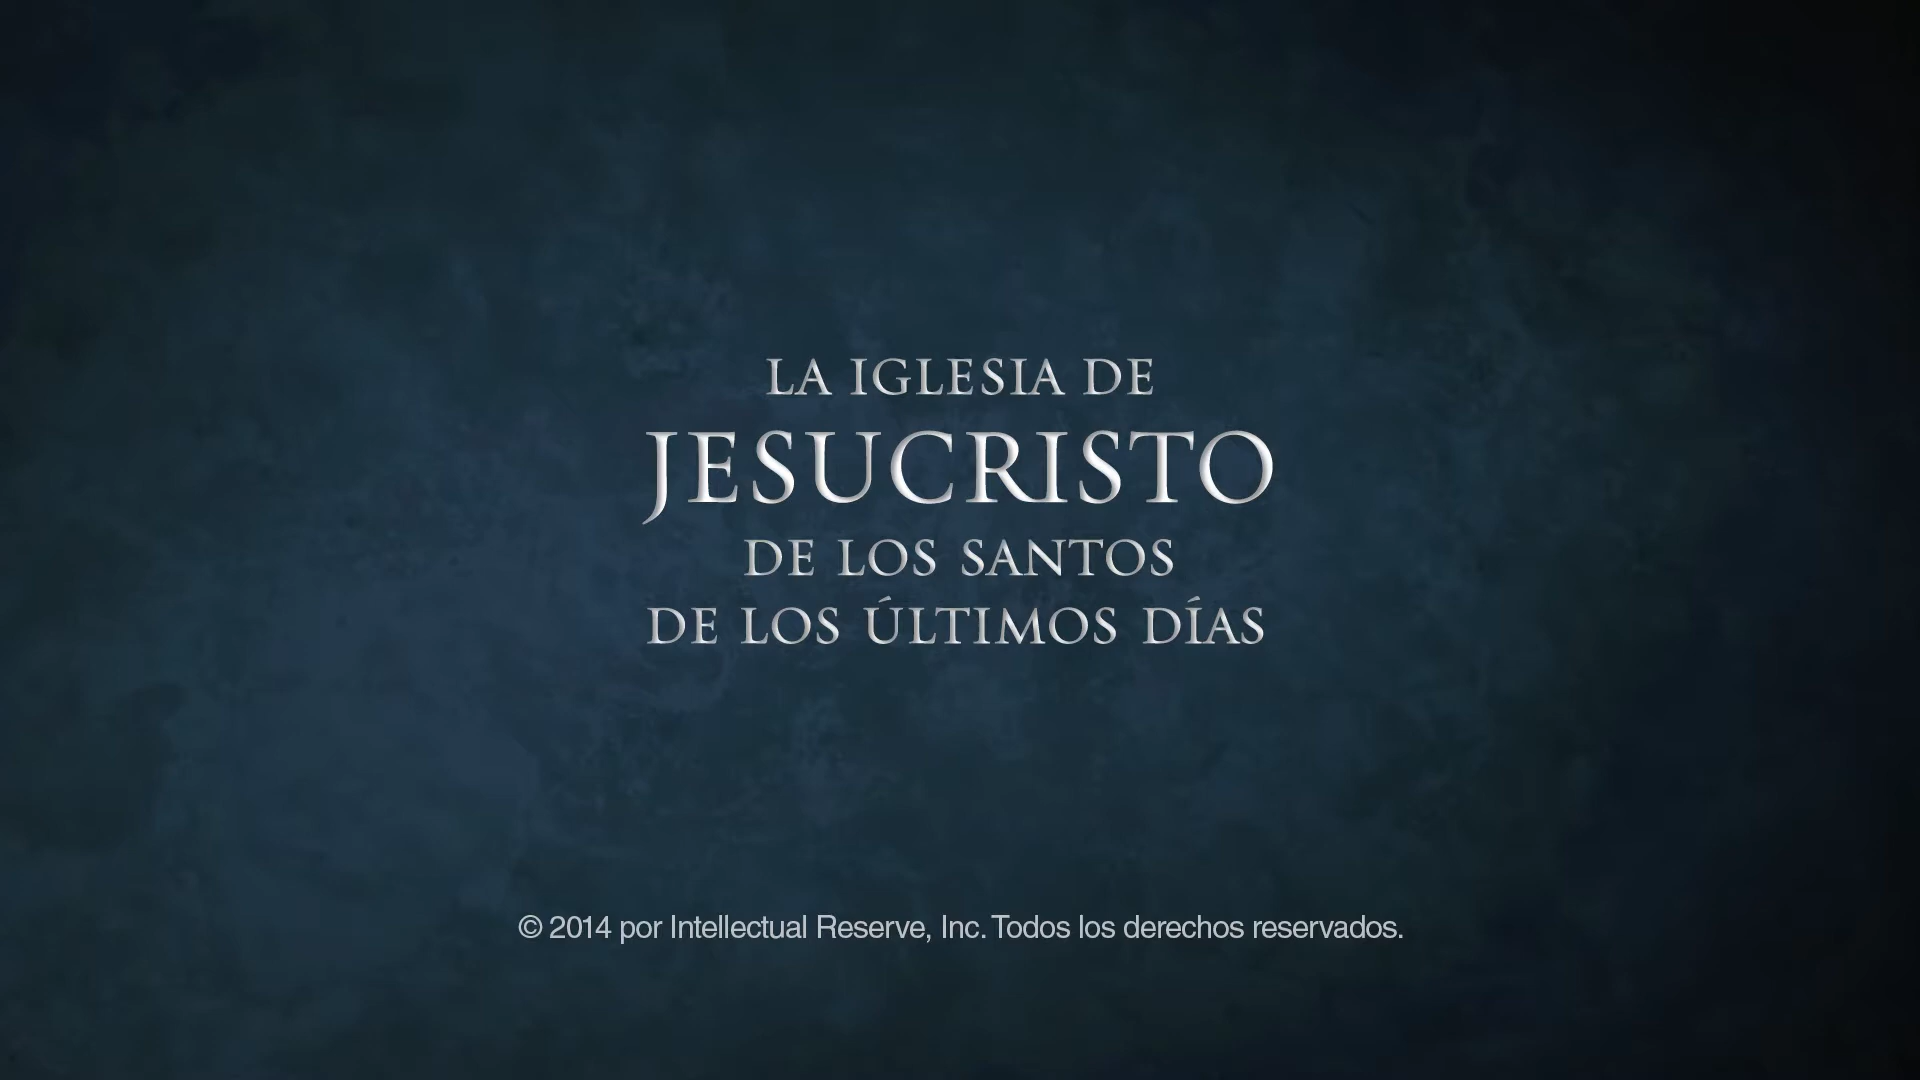 LA IGLESIA DE
JESUCRISTO
DE LOS SANTOS
DE LOS ÚLTIMOS DÍAS
© 2014 por Intellectual Reserve, Inc. Todos los derechos reservados.